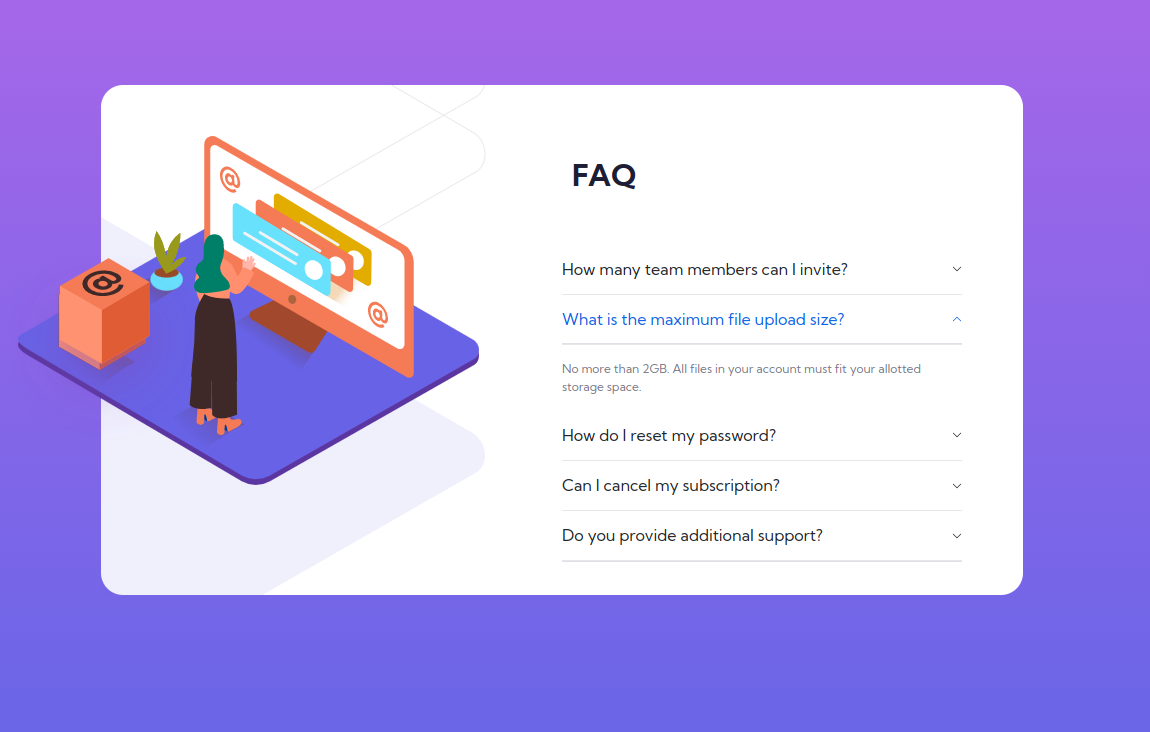 @
@
@
FAQ
How many team members can I invite?
What is the maximum file upload size?
No more than 2GB. All files in your account must fit your allotted
storage space.
How do I reset my password?
Can I cancel my subscription?
Do you provide additional support?